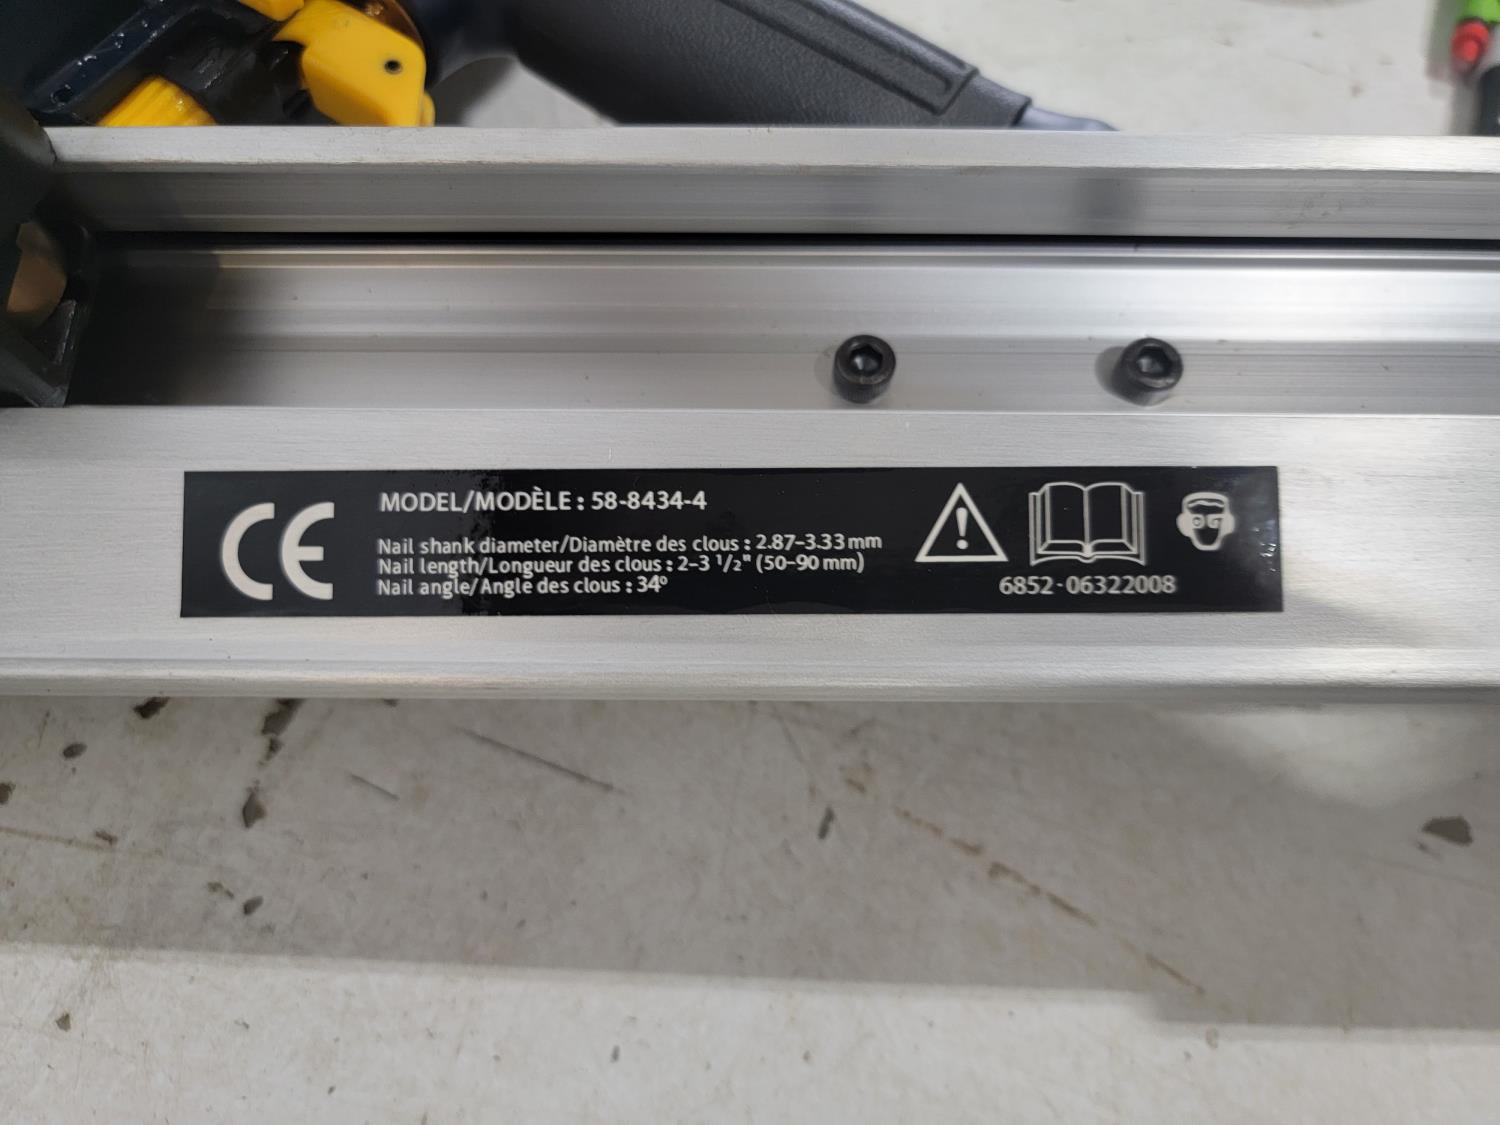 CE
MODEL/MODÈLE : 58-8434-4
Nail shank diameter/Diamètre des clous : 2.87–3.33 mm
Nail length/Longueur des clous : 2–3 1/2" (50–90 mm)
Nail angle/Angle des clous : 34º
6852-06322008